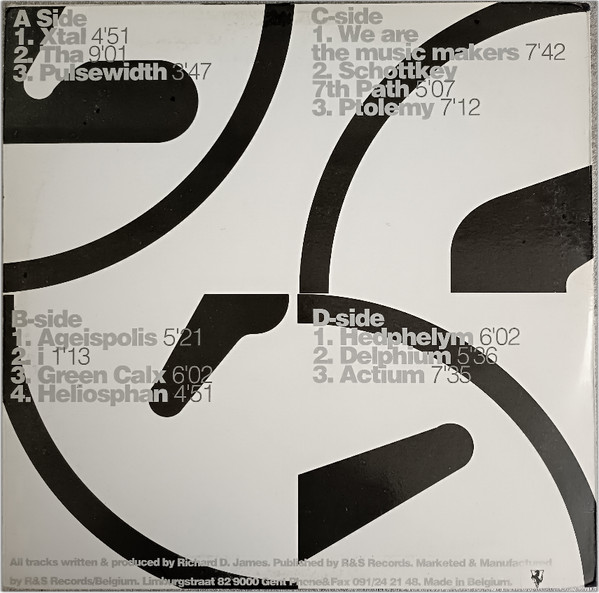 A Side
1. Xtal 4'51
2. Tha 9'01
3. Pulsewidth 3'47
B-side
1. Ageispolis 5'21
2. i 1'13
3. Green Calx 6'02
4. Heliosphan 4'51
C-side
1. We are
the music makers 7'42
2. Schottkey
7th Path 5'07
3. Ptolemy 7'12
D-side
1. Hedphelym 6'02
2. Delphium 5'36
3. Actium 7'35
All tracks written & produced by Richard D. James. Published by R&S Records. Marketed & Manufactured
by R&S Records/Belgium. Limburgstraat 82 9000 Gent Phone&Fax 091/24 21 48. Made in Belgium.